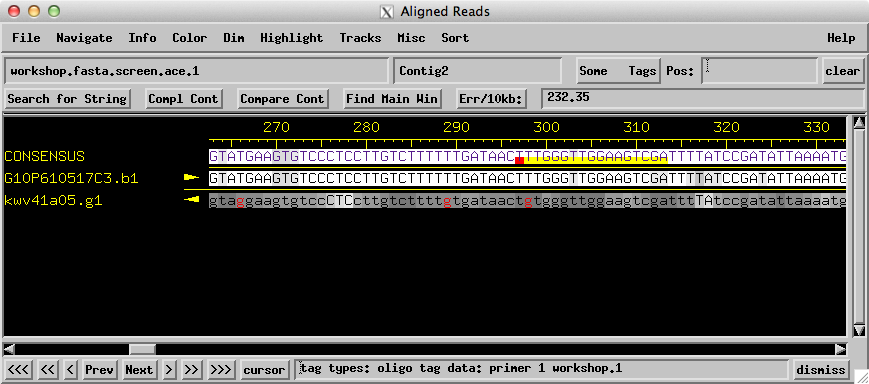 Aligned Reads
File Navigate Info Color Dim Highlight Tracks Misc Sort Help
workshop.fasta.screen.ace.1 Contig2 Some Tags Pos: clear
Search for String Compl Cont Compare Cont Find Main Win Err/10kb: 232.35
270 280 290 300 310 320 330
CONSENSUS GTATGAAGTGTCCCTCCTTGTCTTTTTTGATAACTTTGGGTTGGAAGTCGATTTTATCCGATATTAAAATG
G10P610517C3.b1 GTATGAAGTGTCCCTCCTTGTCTTTTTTGATAACTTTGGGTTGGAAGTCGATTTTATCCGATATTAAAATG
kwv41a05.g1 gtaggaagtgtccCTCcttgtcttttgtgataactgtgggttggaagtcgatttTAtccgatattaaaatg
<<< << < Prev Next > >> >>> cursor tag types: oligo tag data: primer 1 workshop.1 dismiss